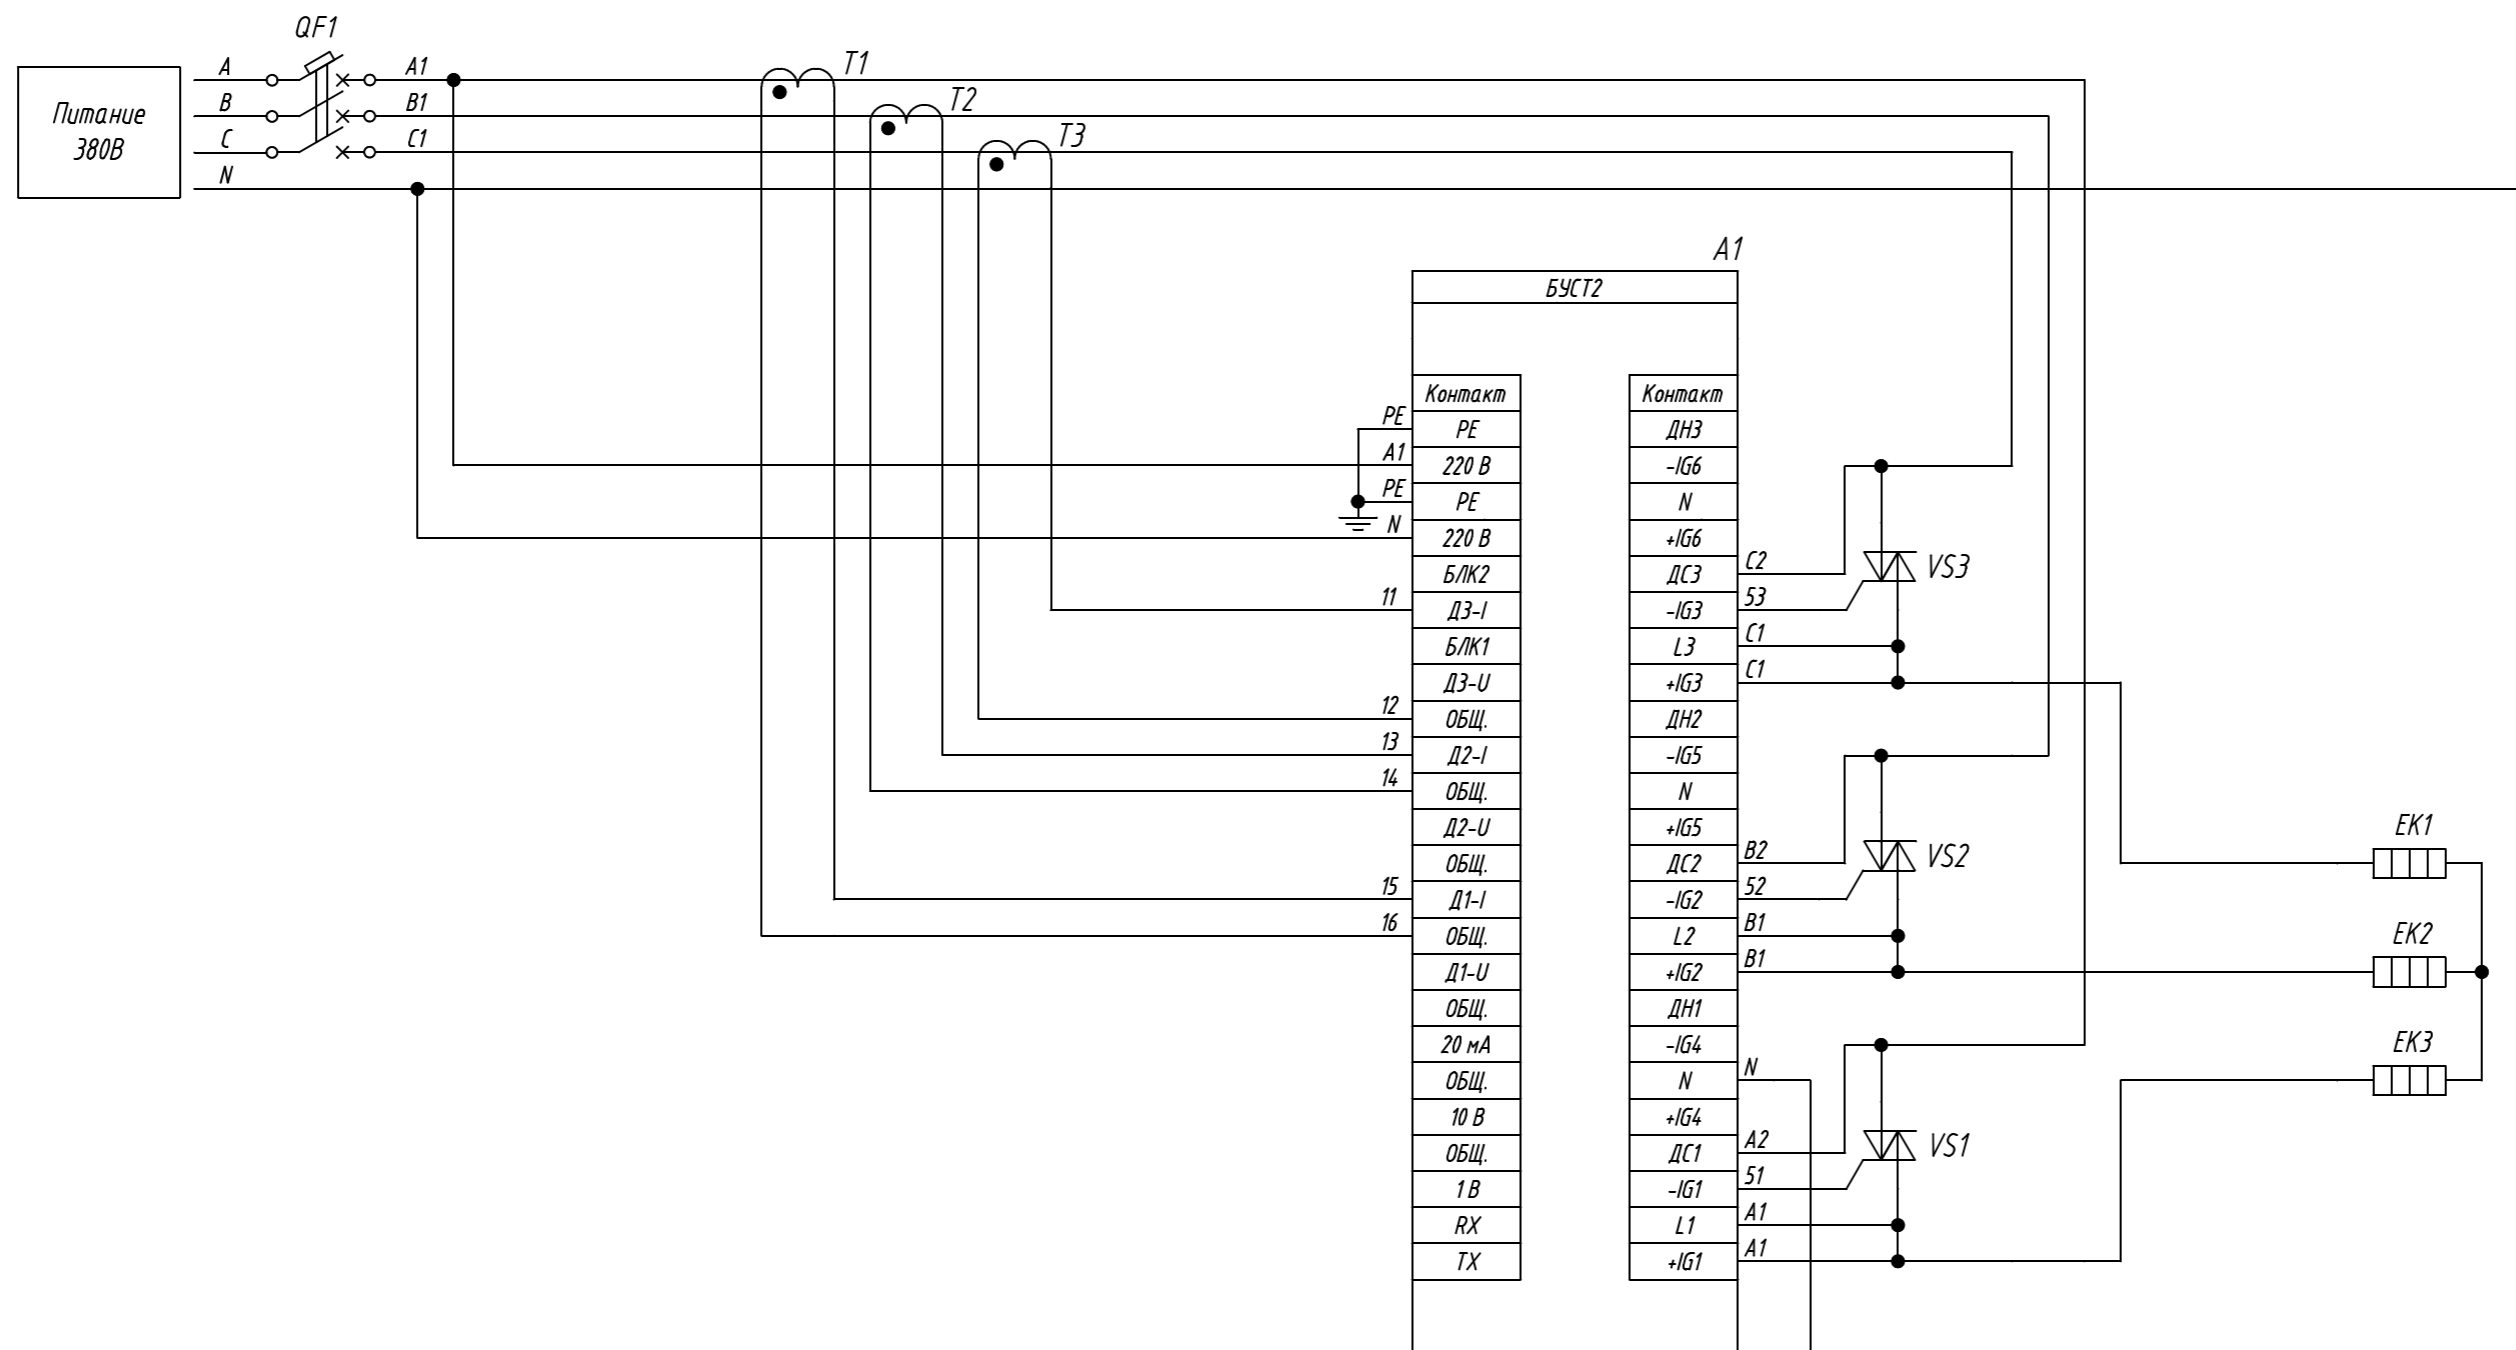 QF1
Питание
380В
A
B
C
N
A1
B1
C1
T1
T2
T3
A1
БУСТ2
Контакт
PE
PE
A1
220 В
PE
PE
N
220 В
БЛК2
11
Д3-I
БЛК1
Д3-U
12
ОБЩ.
13
Д2-I
14
ОБЩ.
Д2-U
ОБЩ.
15
Д1-I
16
ОБЩ.
Д1-U
ОБЩ.
20 мА
ОБЩ.
10 В
ОБЩ.
1 В
RX
TX
Контакт
ДН3
-IG6
N
+IG6
ДС3
C2
-IG3
53
L3
C1
+IG3
C1
ДН2
-IG5
N
+IG5
ДС2
B2
-IG2
52
L2
B1
+IG2
B1
ДН1
-IG4
N
N
+IG4
ДС1
A2
-IG1
51
L1
A1
+IG1
A1
VS3
VS2
VS1
EK1
EK2
EK3